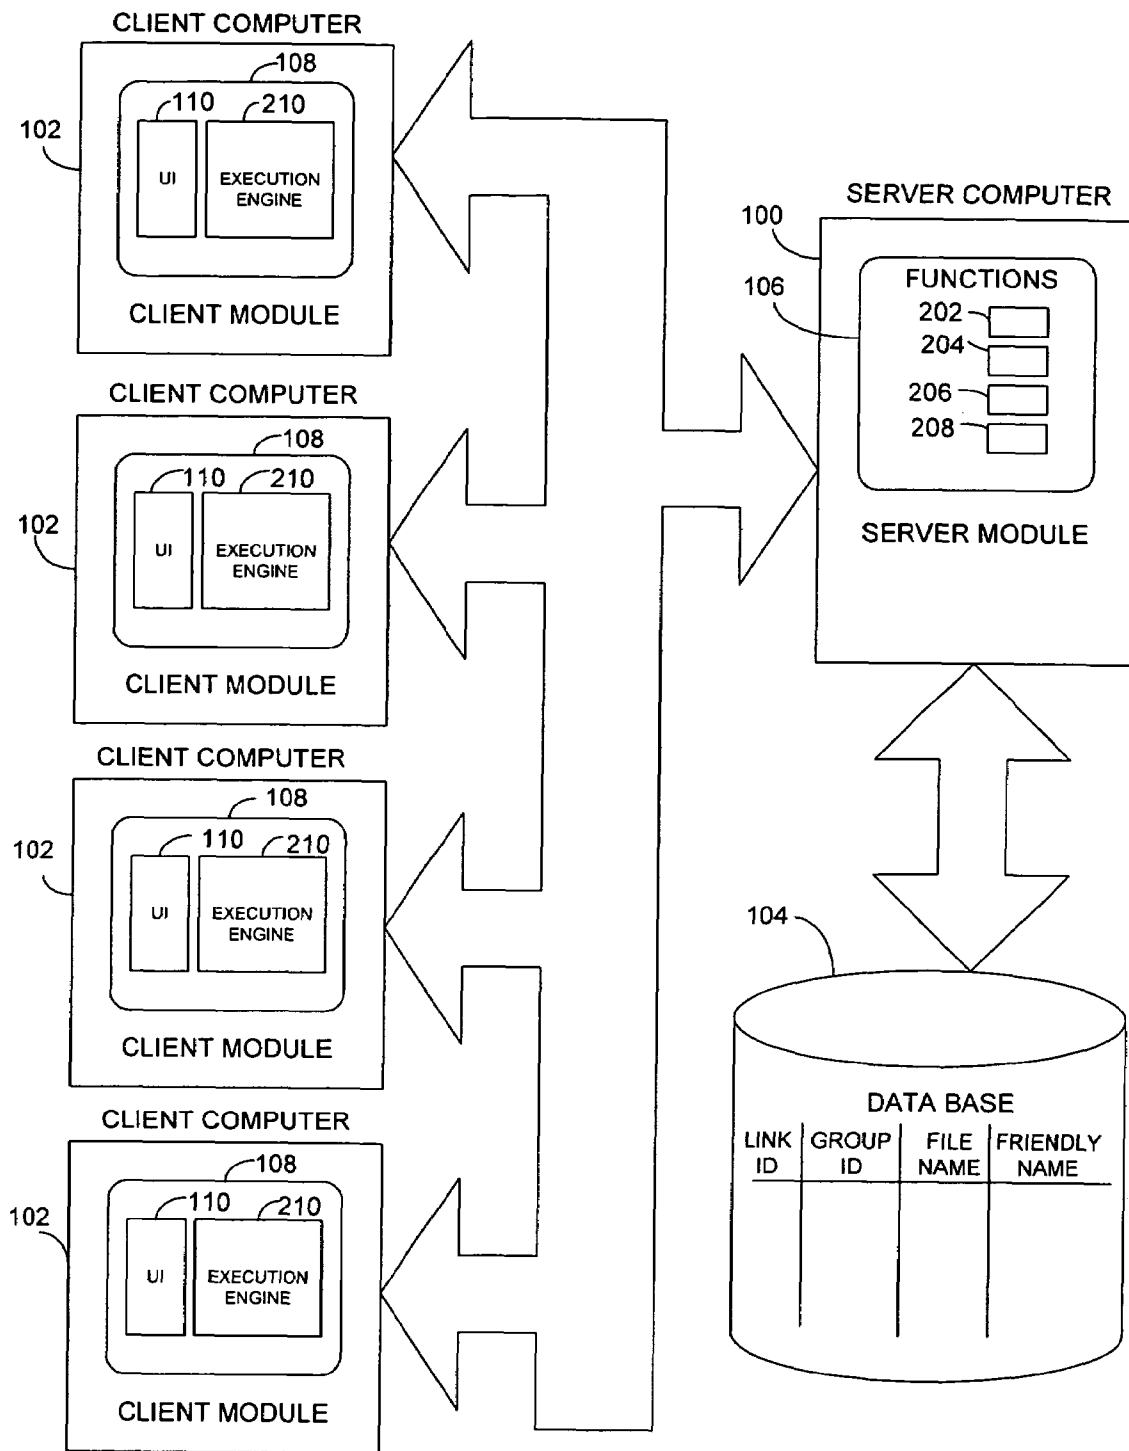 CLIENT COMPUTER
108
110 210
102
UI
EXECUTION
ENGINE
CLIENT MODULE
CLIENT COMPUTER
108
110 210
102
UI
EXECUTION
ENGINE
CLIENT MODULE
CLIENT COMPUTER
108
110 210
102
UI
EXECUTION
ENGINE
CLIENT MODULE
CLIENT COMPUTER
108
110 210
102
UI
EXECUTION
ENGINE
CLIENT MODULE
SERVER COMPUTER
100
106
FUNCTIONS
202
204
206
208
SERVER MODULE
104
DATA BASE
LINK
ID
GROUP
ID
FILE
NAME
FRIENDLY
NAME